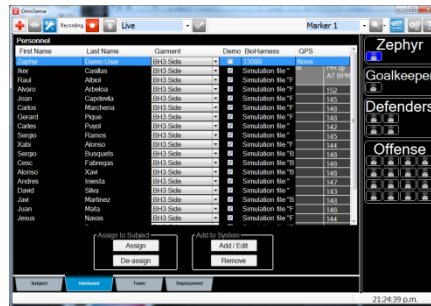 OmniSense
Recording Live Marker 1
Personnel
First Name Last Name Garment Demo BioHarness GPS
Zephyr Demo User BH3 Side 13099 None
Iker Casillas BH3 Side Simulation file "
AT BPM
Raul Albiol BH3 Side Simulation file "F
Alvaro Arbeloa BH3 Side Simulation file "F 152
Joan Capdevila BH3 Side Simulation file "F 145
Carlos Marchena BH3 Side Simulation file "F 148
Gerard Pique BH3 Side Simulation file "F 148
Carlos Puyol BH3 Side Simulation file "F 142
Sergio Ramos BH3 Side Simulation file "F 145
Xabi Alonso BH3 Side Simulation file "F 144
Sergio Busquets BH3 Side Simulation file "B 146
Cesc Fabregas BH3 Side Simulation file "B 148
Alonso Xavi BH3 Side Simulation file "B 146
Andres Iniesta BH3 Side Simulation file "B 147
David Silva BH3 Side Simulation file "B 143
Javi Martinez BH3 Side Simulation file "B 148
Juan Mata BH3 Side Simulation file "B 146
Jesus Navas BH3 Side Simulation file "F 144
Assign to Subject Add to System
Assign Add / Edit
De-assign Remove
Subject Hardware Team Deployment
Zephyr
Goalkeeper
Defenders
Offense
21:24:39 p.m.